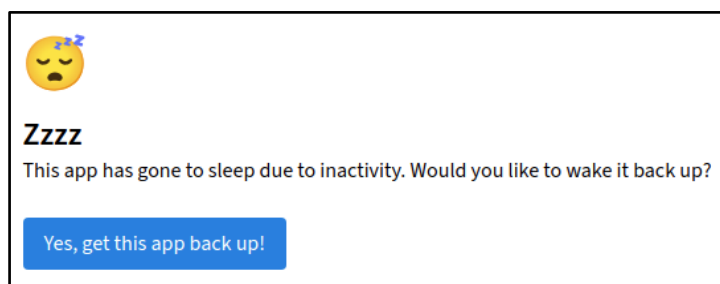 Zzzz
This app has gone to sleep due to inactivity. Would you like to wake it back up?
Yes, get this app back up!